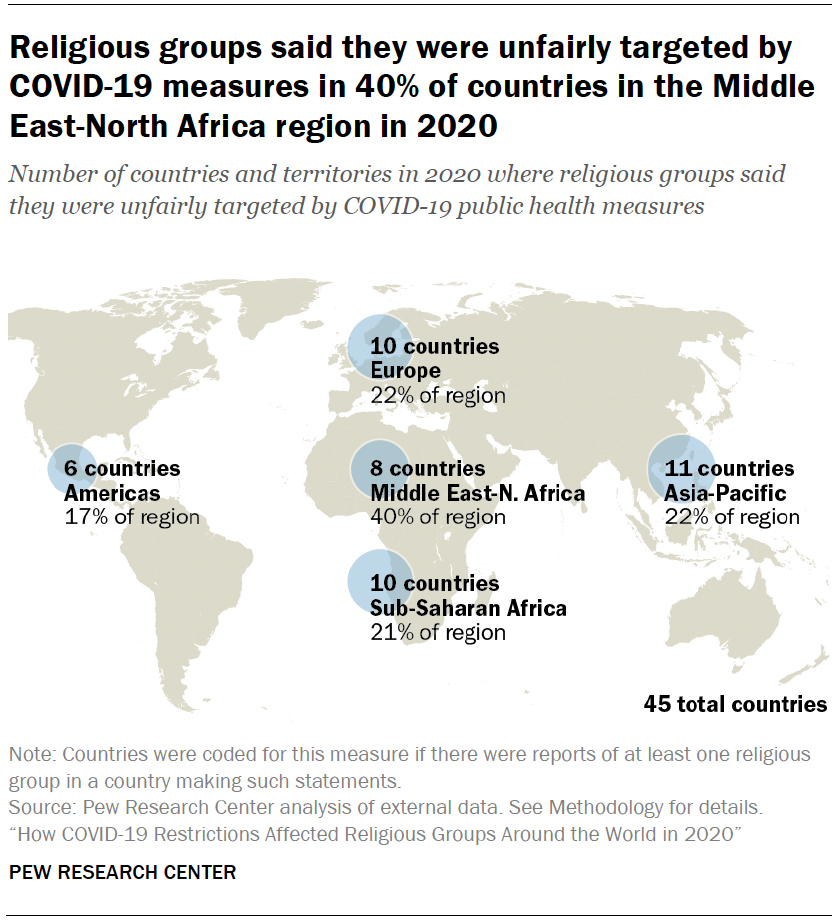 Religious groups said they were unfairly targeted by
COVID-19 measures in 40% of countries in the Middle
East-North Africa region in 2020
Number of countries and territories in 2020 where religious groups said
they were unfairly targeted by COVID-19 public health measures
10 countries
Europe
22% of region
6 countries
Americas
17% of region
8 countries
Middle East-N. Africa
40% of region
11 countries
Asia-Pacific
22% of region
10 countries
Sub-Saharan Africa
21% of region
45 total countries
Note: Countries were coded for this measure if there were reports of at least one religious
group in a country making such statements.
Source: Pew Research Center analysis of external data. See Methodology for details.
“How COVID-19 Restrictions Affected Religious Groups Around the World in 2020”
PEW RESEARCH CENTER